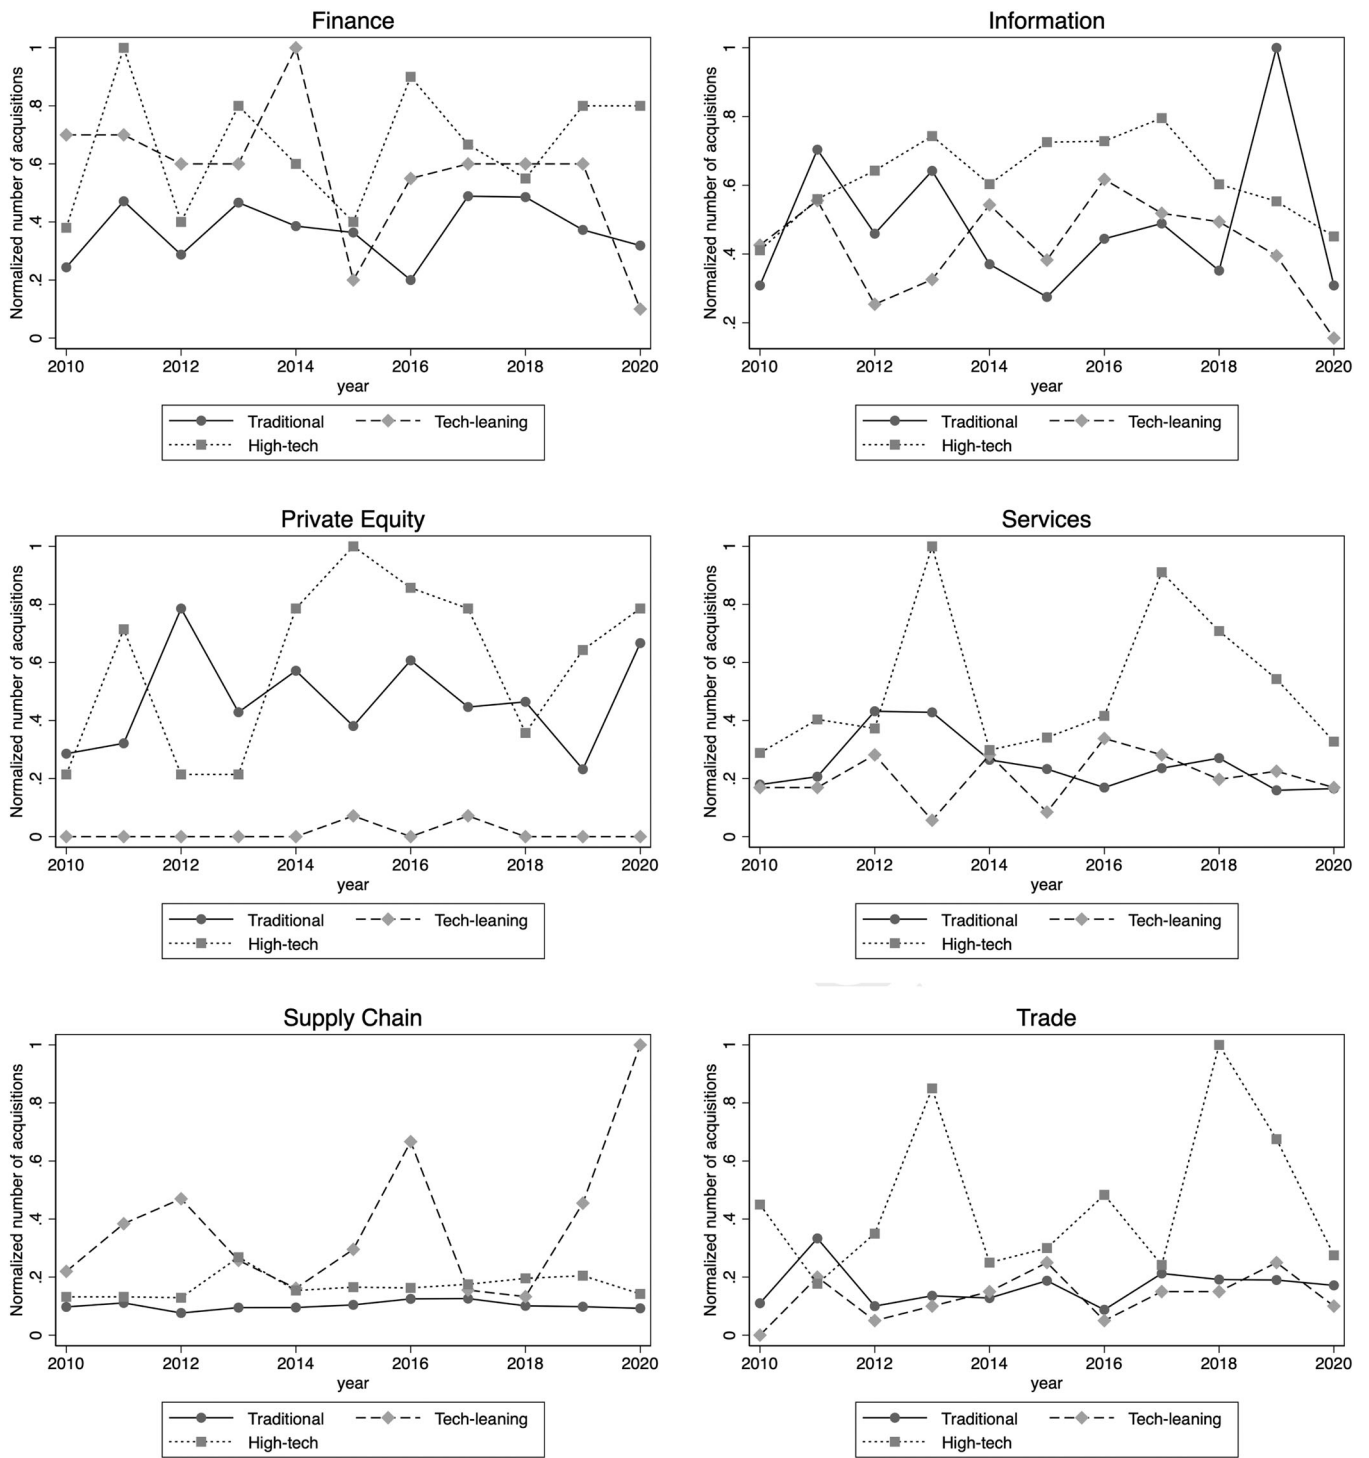 Finance
Normalized number of acquisitions
1
.8
.6
.4
.2
0
2010 2012 2014 2016 2018 2020
year
Traditional Tech-leaning
High-tech
Information
Normalized number of acquisitions
1
.8
.6
.4
.2
2010 2012 2014 2016 2018 2020
year
Traditional Tech-leaning
High-tech
Private Equity
Normalized number of acquisitions
1
.8
.6
.4
.2
0
2010 2012 2014 2016 2018 2020
year
Traditional Tech-leaning
High-tech
Services
Normalized number of acquisitions
1
.8
.6
.4
.2
0
2010 2012 2014 2016 2018 2020
year
Traditional Tech-leaning
High-tech
Supply Chain
Normalized number of acquisitions
1
.8
.6
.4
.2
0
2010 2012 2014 2016 2018 2020
year
Traditional Tech-leaning
High-tech
Trade
Normalized number of acquisitions
1
.8
.6
.4
.2
0
2010 2012 2014 2016 2018 2020
year
Traditional Tech-leaning
High-tech